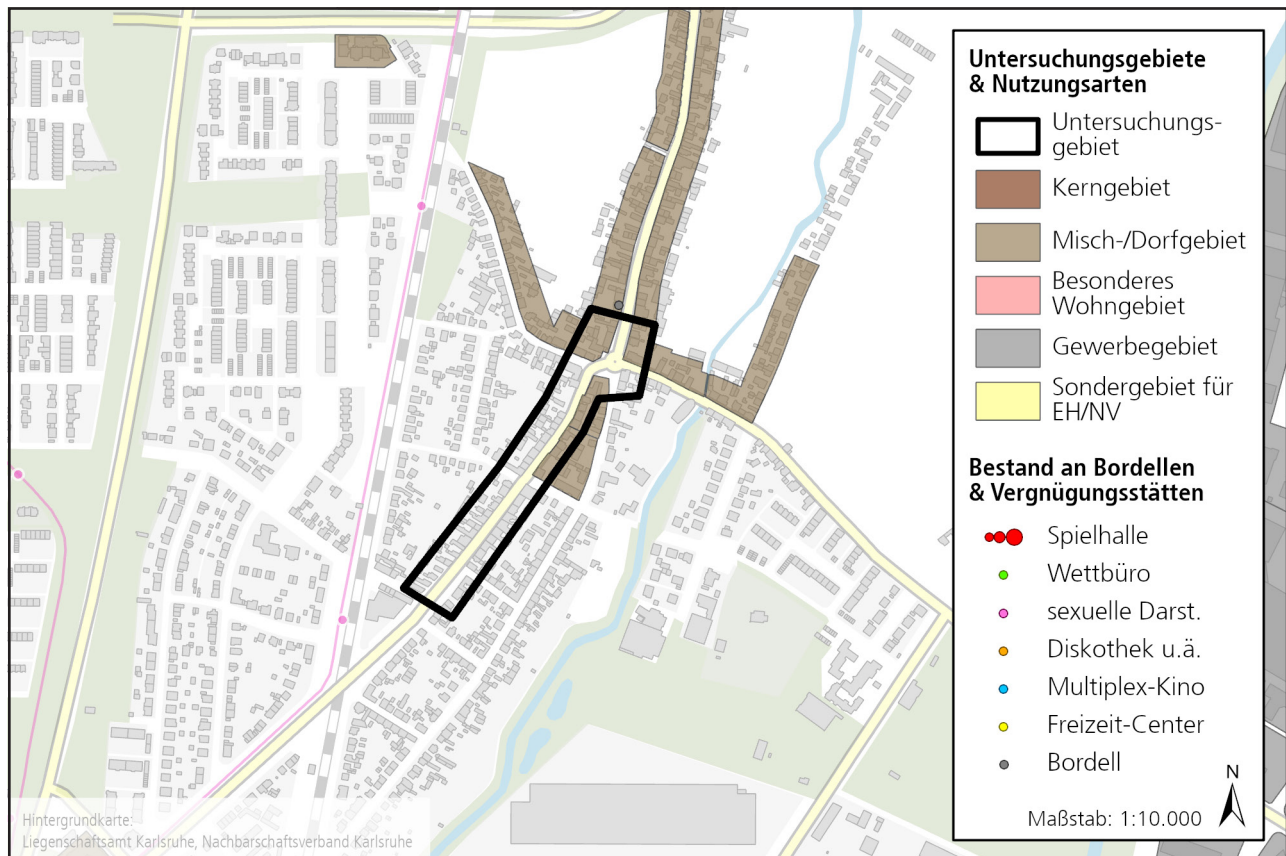 Untersuchungsgebiete
& Nutzungsarten
Untersuchungs-
gebiet
Kerngebiet
Misch-/Dorfgebiet
Besonderes
Wohngebiet
Gewerbegebiet
Sondergebiet für
EH/NV
Bestand an Bordellen
& Vergnügungsstätten
Spielhalle
Wettbüro
sexuelle Darst.
Diskothek u.ä.
Multiplex-Kino
Freizeit-Center
Bordell
N
Maßstab: 1:10.000
Hintergrundkarte:
Liegenschaftsamt Karlsruhe, Nachbarschaftsverband Karlsruhe